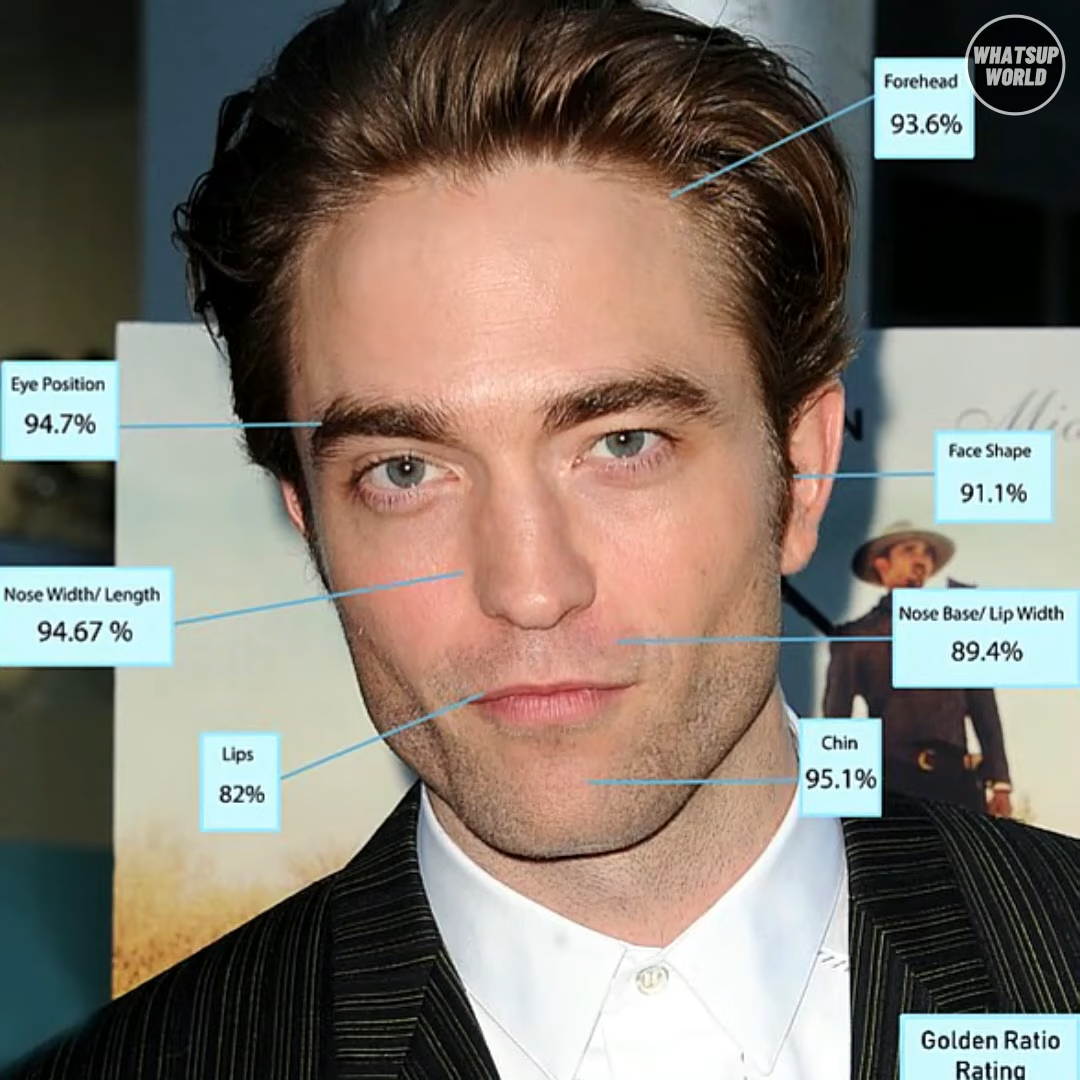 WHATSUP
WORLD
Forehead
93.6%
Eye Position
94.7%
Face Shape
91.1%
Nose Width/ Length
94.67 %
Nose Base/ Lip Width
89.4%
Lips
82%
Chin
95.1%
Golden Ratio
Rating